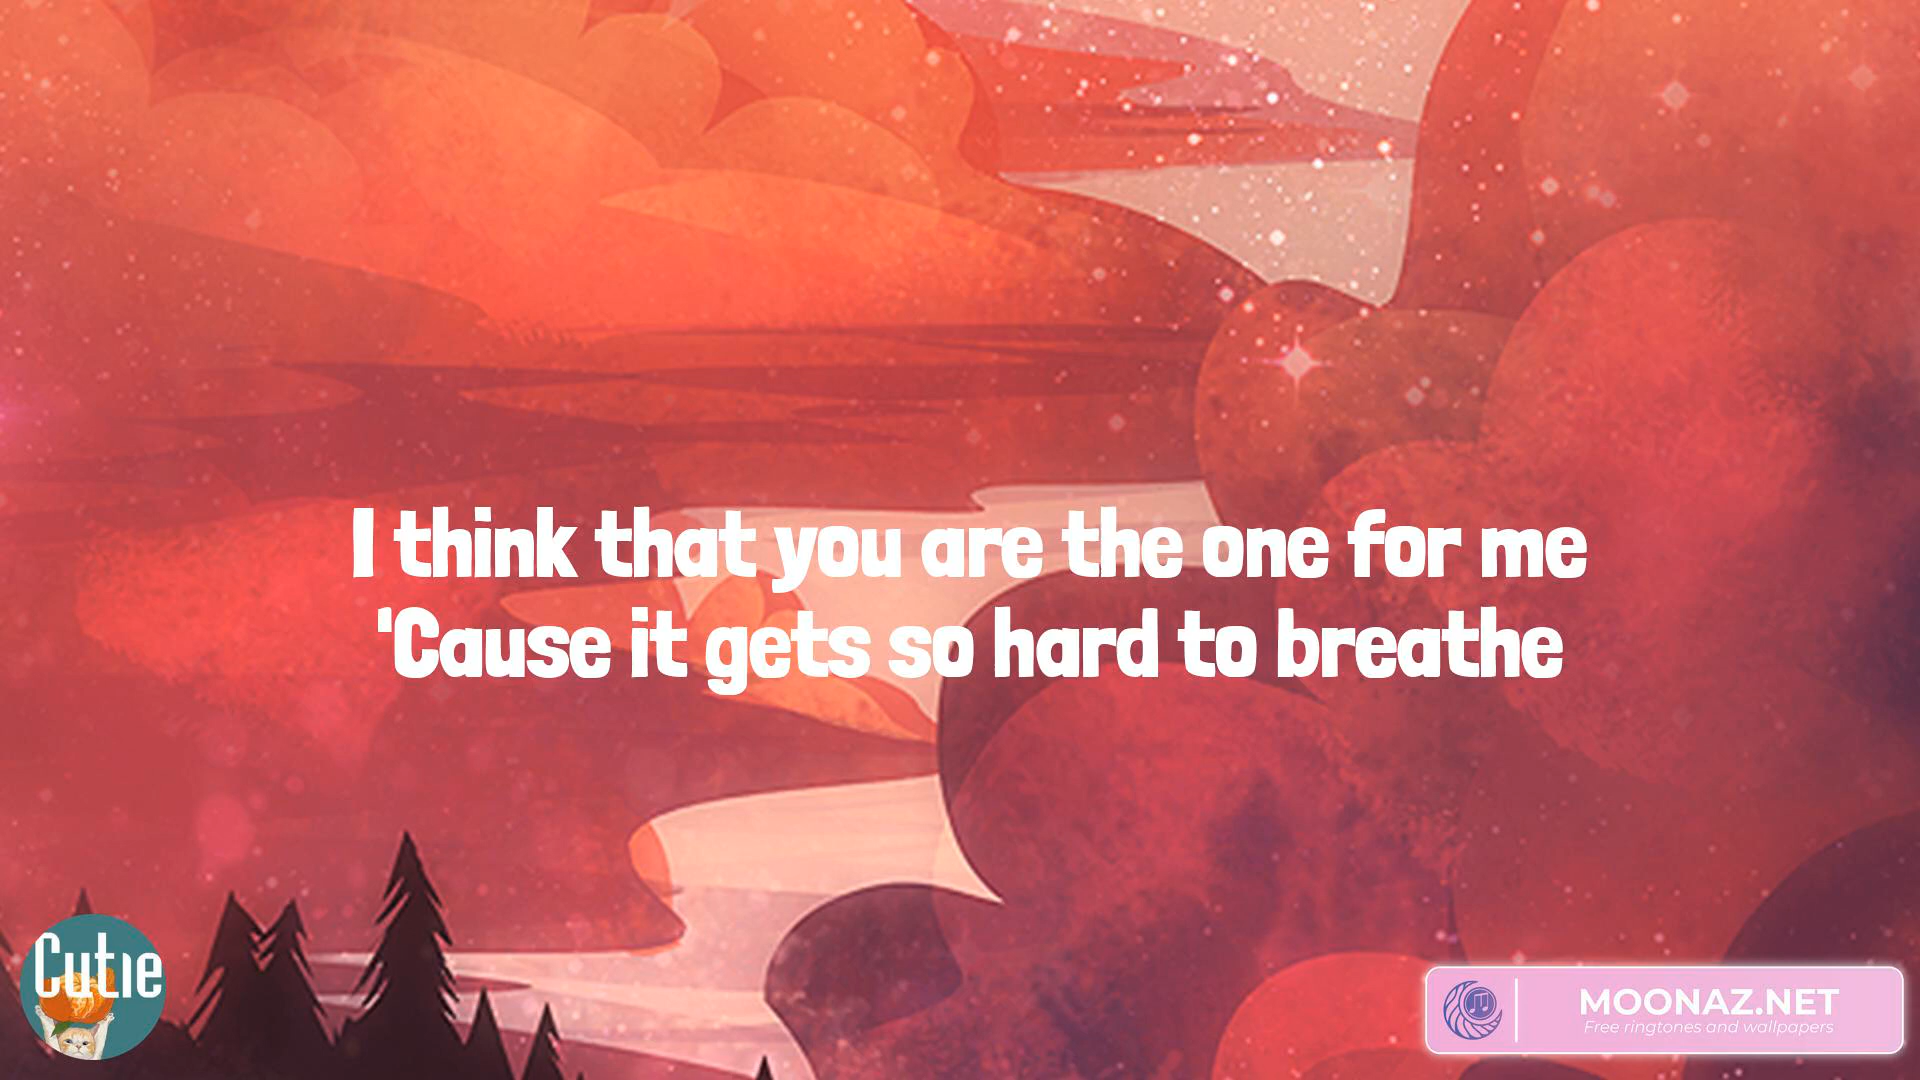 I think that you are the one for me
'Cause it gets so hard to breathe
Cutie
MOONAZ.NET
Free ringtones and wallpapers